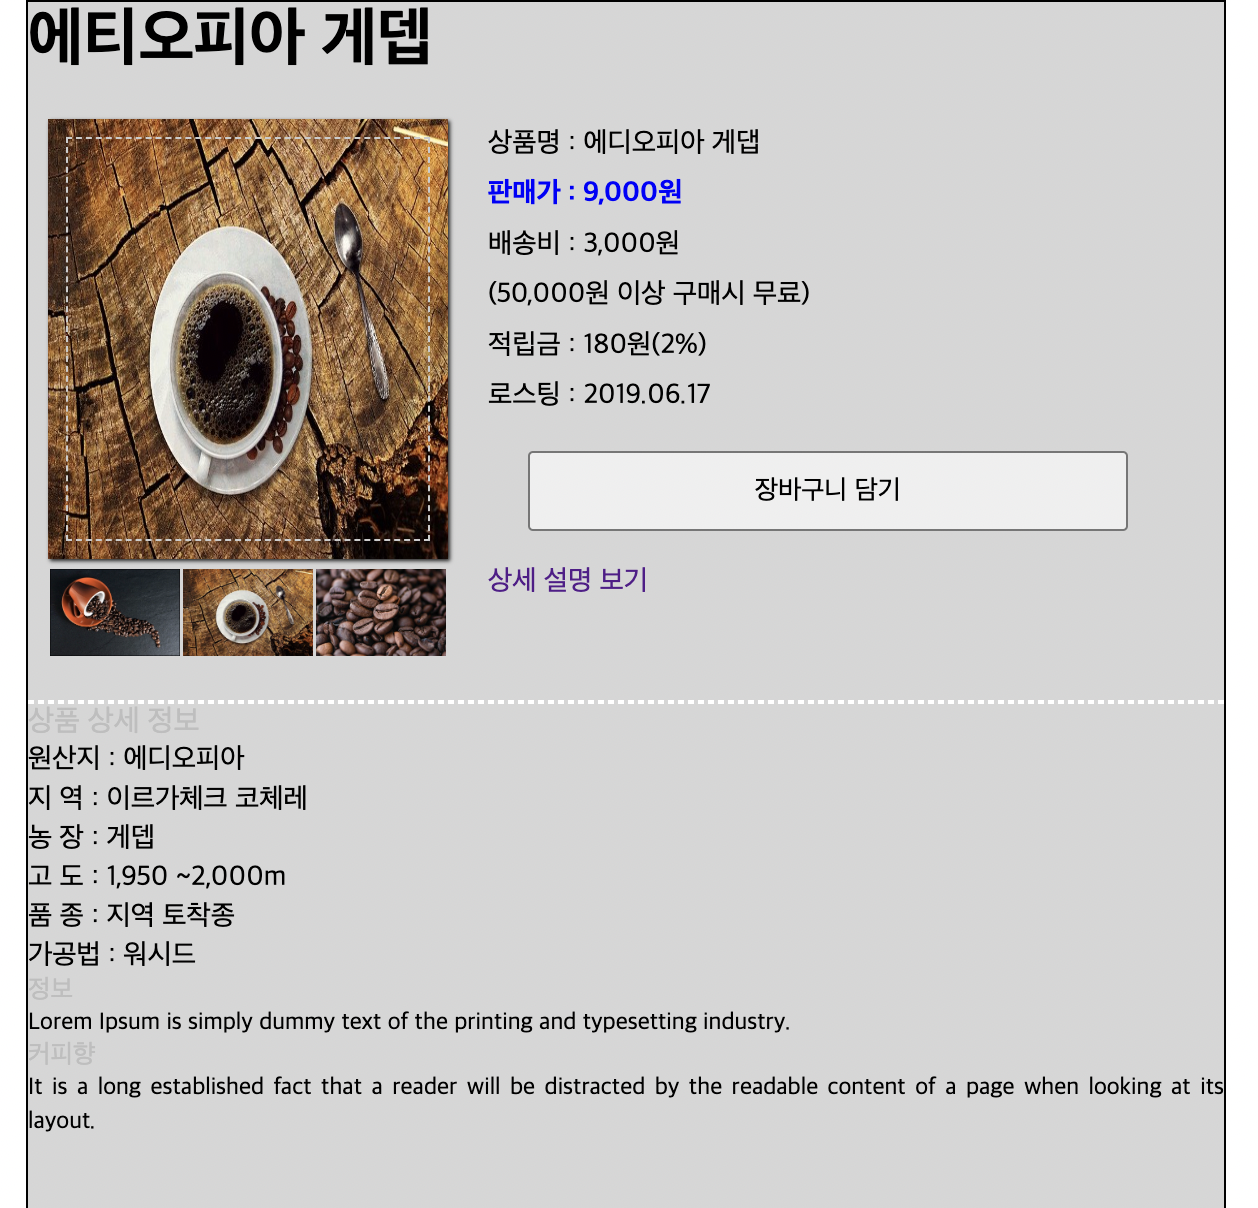 에티오피아 게뎁
상품명 : 에디오피아 게댑
판매가 : 9,000원
배송비 : 3,000원
(50,000원 이상 구매시 무료)
적립금 : 180원(2%)
로스팅 : 2019.06.17
장바구니 담기
상세 설명 보기
상품 상세 정보
원산지 : 에디오피아
지 역 : 이르가체크 코체레
농 장 : 게뎁
고 도 : 1,950 ~2,000m
품 종 : 지역 토착종
가공법 : 워시드
정보
Lorem Ipsum is simply dummy text of the printing and typesetting industry.
커피향
It is a long established fact that a reader will be distracted by the readable content of a page when looking at its
layout.